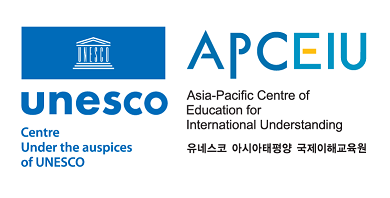 UNESCO
unesco
Centre
Under the auspices
of UNESCO
APCEIU
Asia-Pacific Centre of
Education for
International Understanding
유네스코 아시아태평양 국제이해교육원